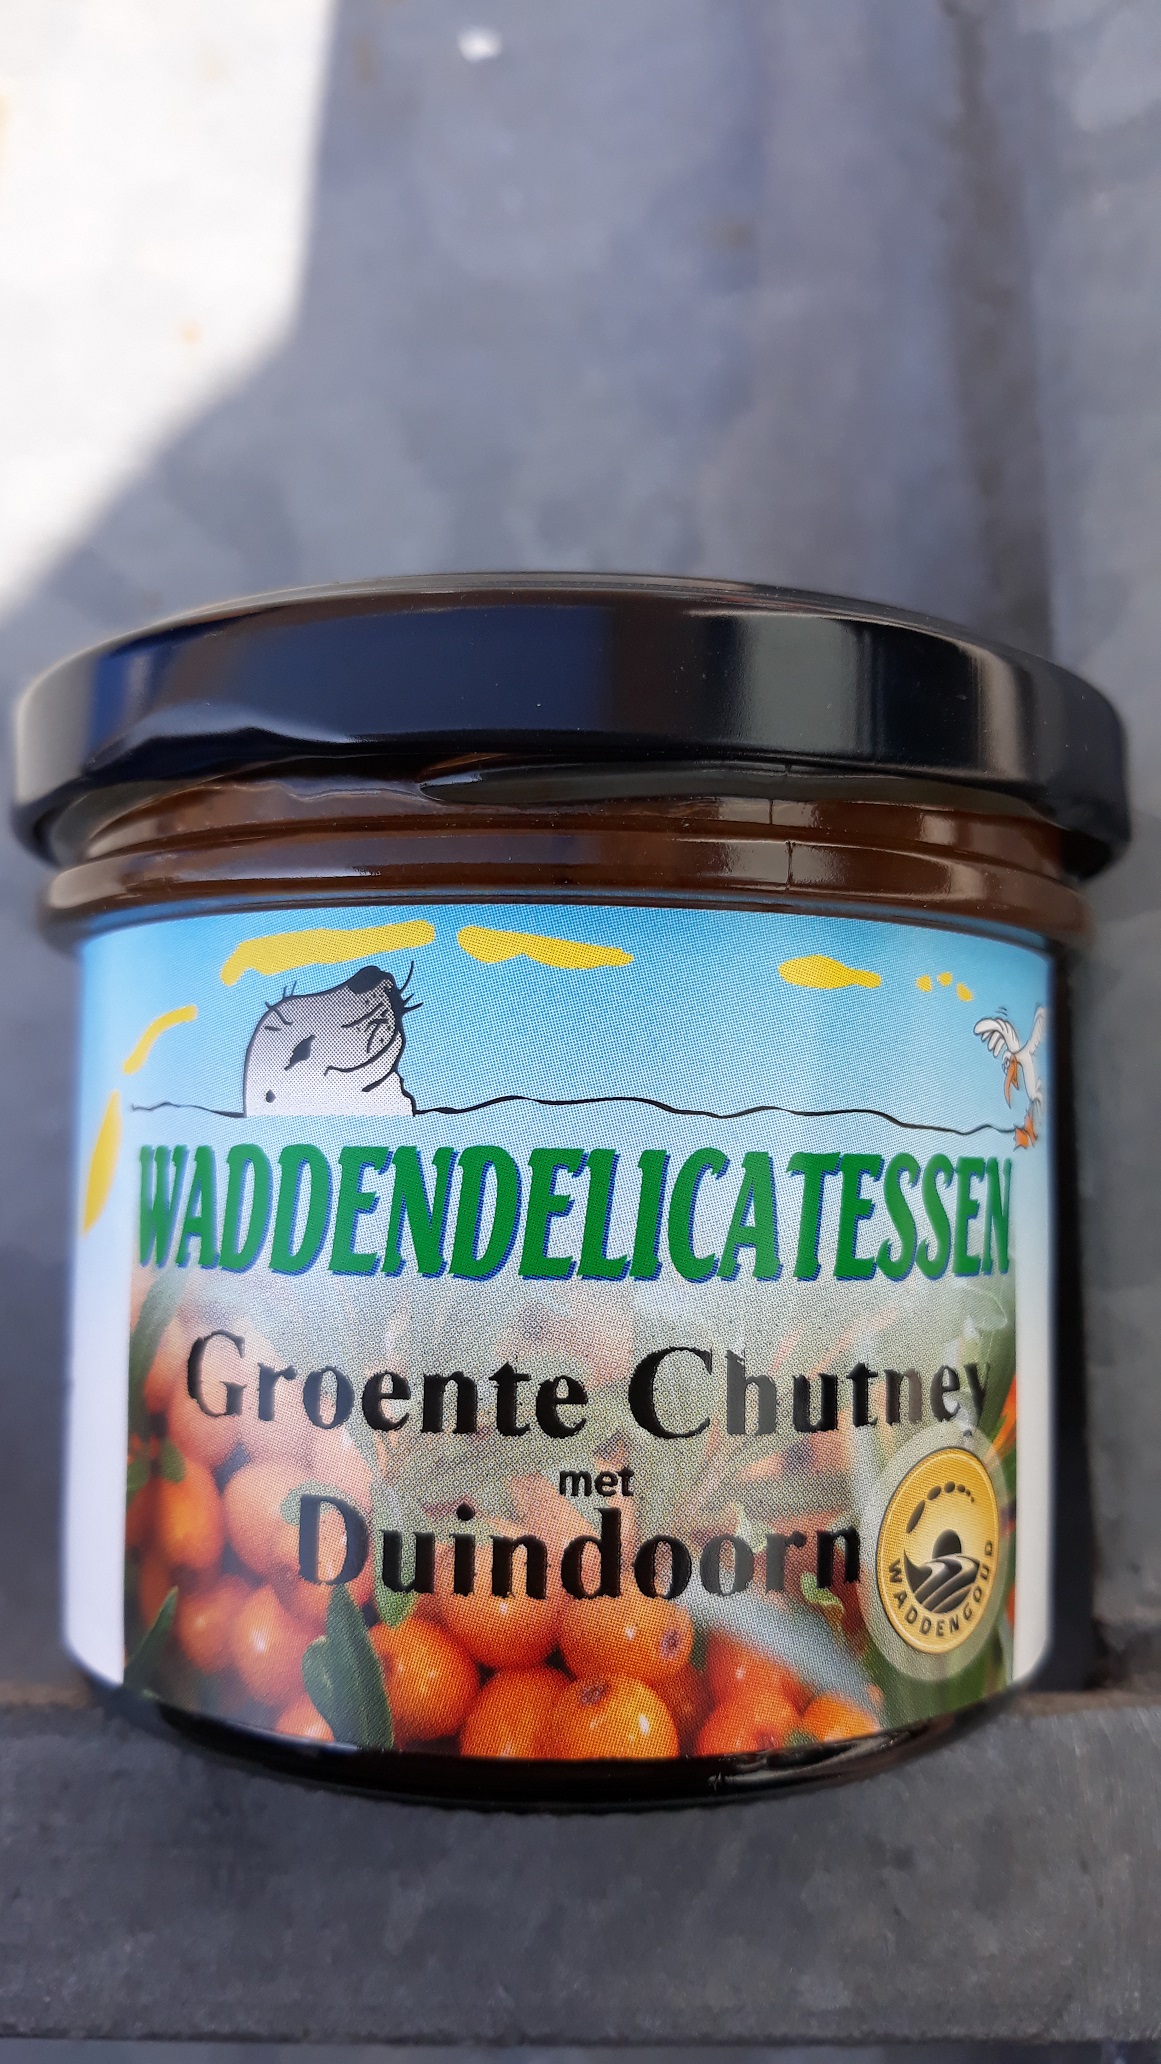 WADDENDELICATESSEN
Groente Chutney
met
Duindoorn
WADDENGOUD